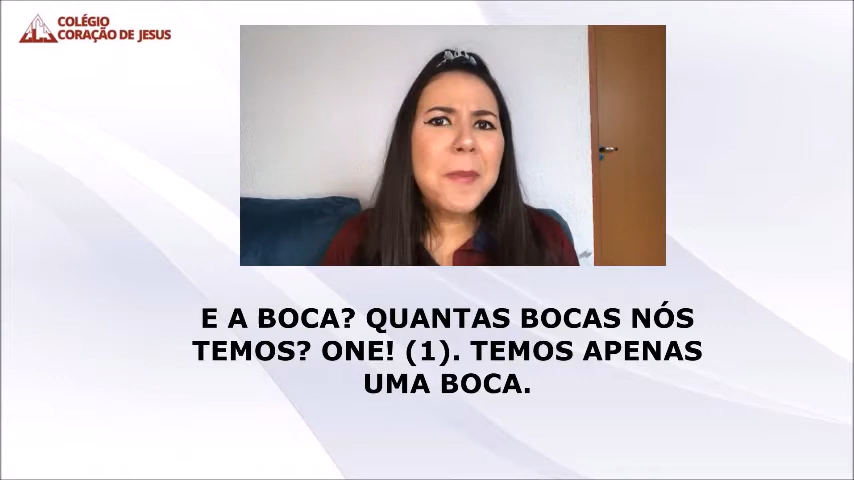 COLÉGIO
CORAÇÃO DE JESUS
E A BOCA? QUANTAS BOCAS NÓS
TEMOS? ONE! (1). TEMOS APENAS
UMA BOCA.